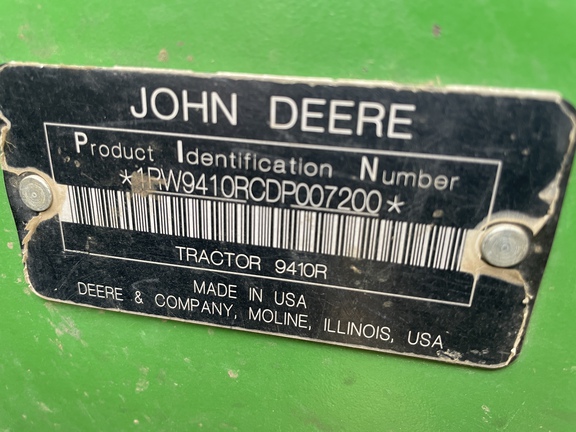 JOHN DEERE
Product Identification Number
*1RW9410RCDP007200*
TRACTOR 9410R
MADE IN USA
DEERE & COMPANY, MOLINE, ILLINOIS, USA